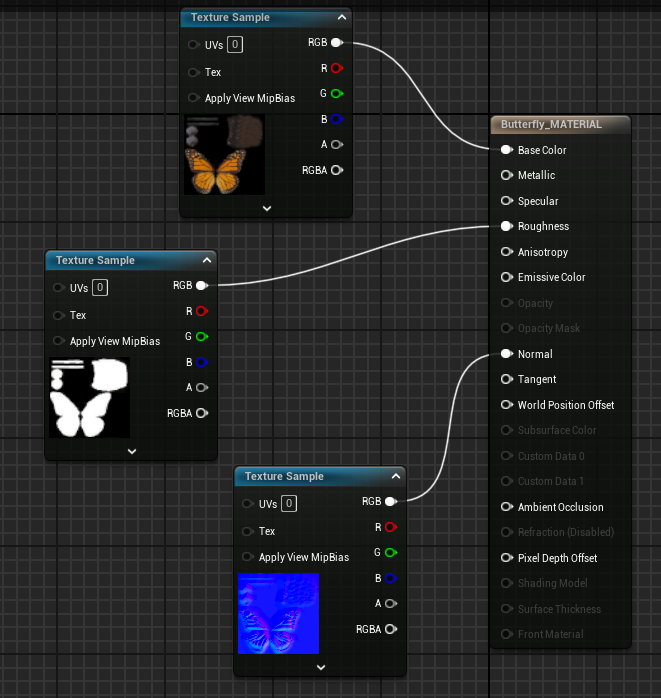 Texture Sample
UVs 0
Tex
Apply View MipBias
RGB
R
G
B
A
RGBA
Texture Sample
UVs 0
Tex
Apply View MipBias
RGB
R
G
B
A
RGBA
Texture Sample
UVs 0
Tex
Apply View MipBias
RGB
R
G
B
A
RGBA
Butterfly_MATERIAL
Base Color
Metallic
Specular
Roughness
Anisotropy
Emissive Color
Opacity
Opacity Mask
Normal
Tangent
World Position Offset
Subsurface Color
Custom Data 0
Custom Data 1
Ambient Occlusion
Refraction (Disabled)
Pixel Depth Offset
Shading Model
Surface Thickness
Front Material